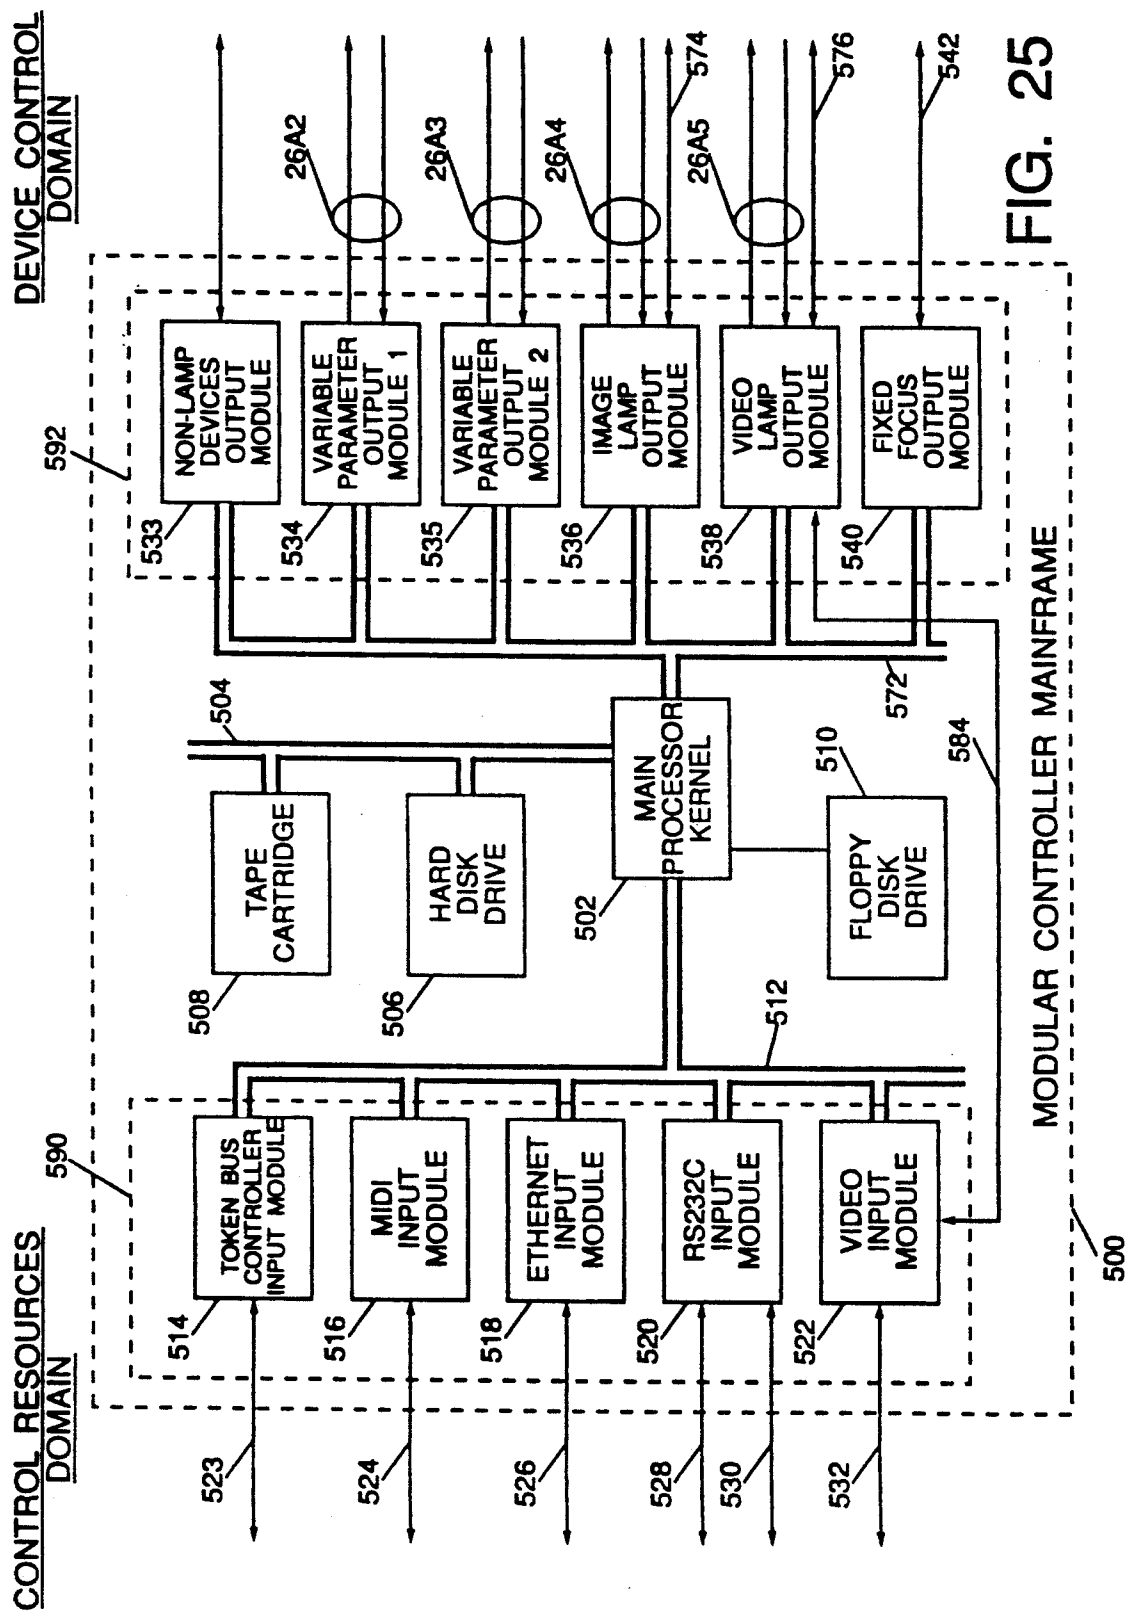 CONTROL RESOURCES
DOMAIN
DEVICE CONTROL
DOMAIN
590
592
514
TOKEN BUS
CONTROLLER
INPUT MODULE
523
516
MIDI
INPUT
MODULE
524
518
ETHERNET
INPUT
MODULE
526
520
RS232C
INPUT
MODULE
528
530
522
VIDEO
INPUT
MODULE
532
512
508
TAPE
CARTRIDGE
504
506
HARD
DISK
DRIVE
502
MAIN
PROCESSOR
KERNEL
510
FLOPPY
DISK
DRIVE
572
584
533
NON-LAMP
DEVICES
OUTPUT
MODULE
534
VARIABLE
PARAMETER
OUTPUT
MODULE 1
26A2
535
VARIABLE
PARAMETER
OUTPUT
MODULE 2
26A3
536
IMAGE
LAMP
OUTPUT
MODULE
26A4
574
538
VIDEO
LAMP
OUTPUT
MODULE
26A5
576
540
FIXED
FOCUS
OUTPUT
MODULE
542
MODULAR CONTROLLER MAINFRAME
500
FIG. 25